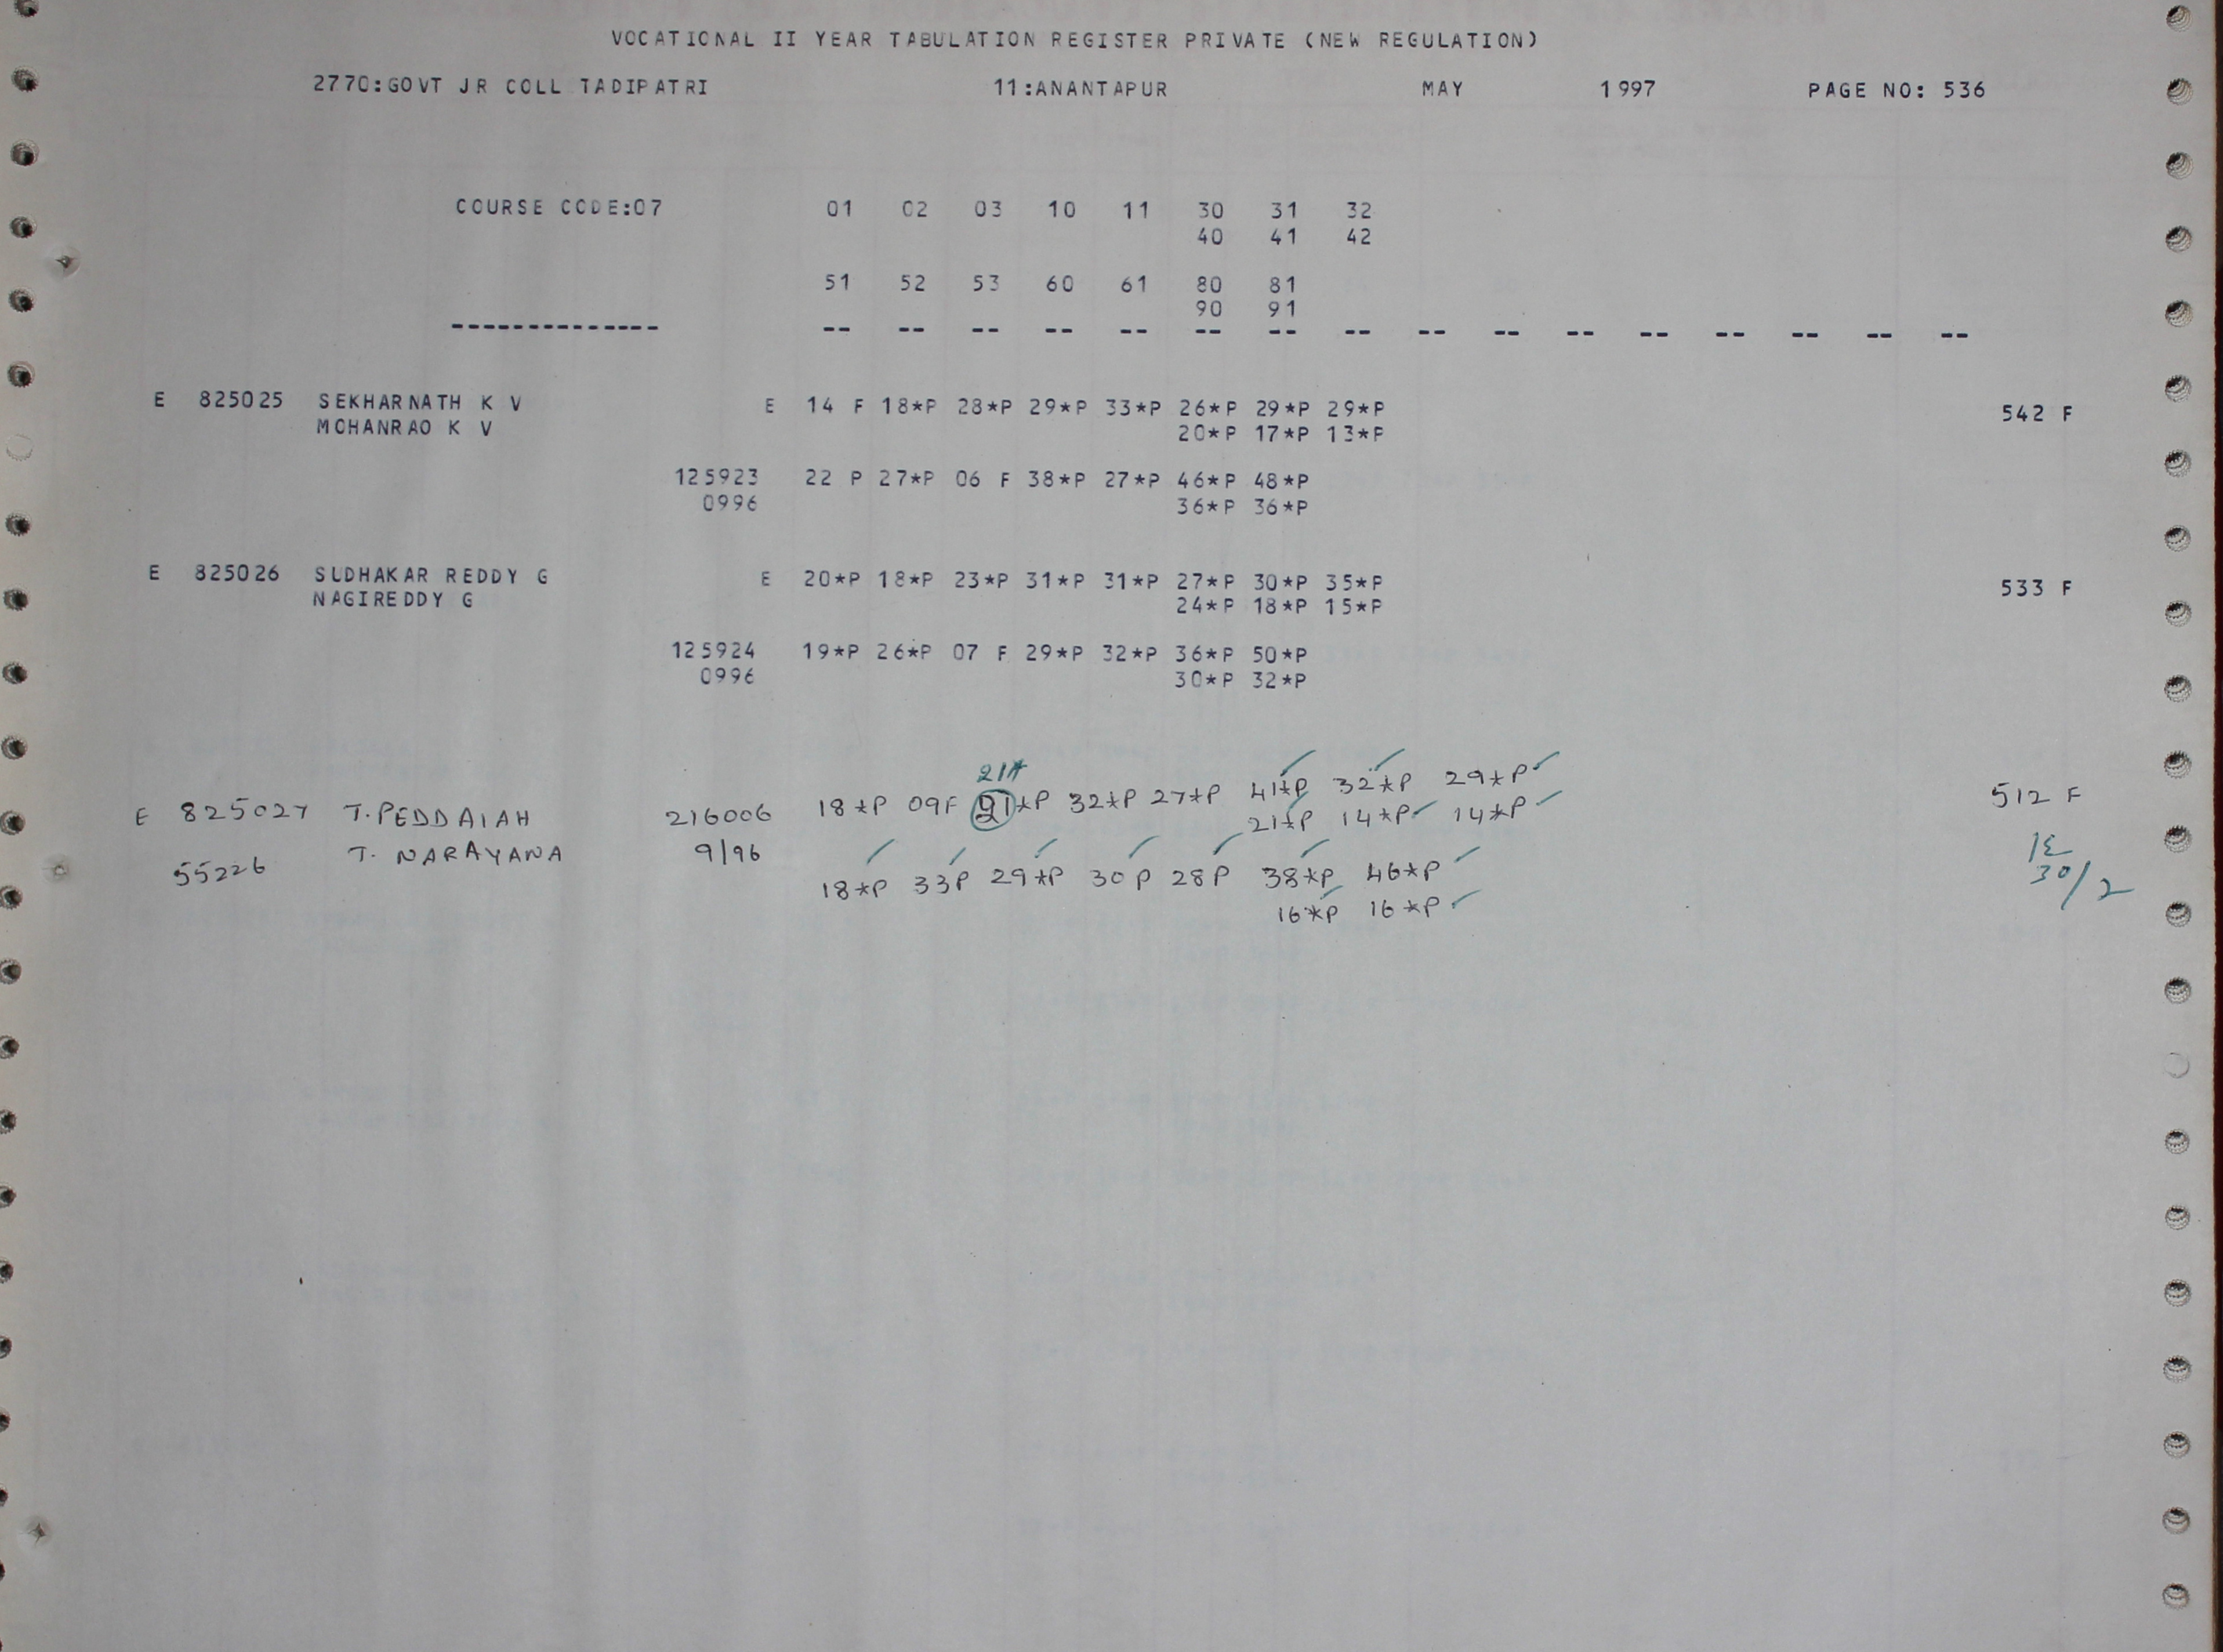 VOCATIONAL II YEAR TABULATION REGISTER PRIVATE (NEW REGULATION)
2770:GOVT JR COLL TADIPATRI 11:ANANTAPUR MAY 1997 PAGE NO: 536
COURSE CODE:07 01 02 03 10 11 30 31 32
40 41 42
51 52 53 60 61 80 81
90 91
-------------- -- -- -- -- -- -- -- -- -- -- -- -- -- -- -- --
E 825025 SEKHARNATH K V E 14 F 18*P 28*P 29*P 33*P 26*P 29*P 29*P 542 F
MOHANRAO K V 20*P 17*P 13*P
125923 22 P 27*P 06 F 38*P 27*P 46*P 48*P
0996 36*P 36*P
E 825026 SUDHAKAR REDDY G E 20*P 18*P 23*P 31*P 31*P 27*P 30*P 35*P 533 F
NAGIREDDY G 24*P 18*P 15*P
125924 19*P 26*P 07 F 29*P 32*P 36*P 50*P
0996 30*P 32*P
E 825027 T. PEDDAIAH 216006 18*P 09F 21*P 32*P 27*P 41*P 32*P 29*P 512 F
21*P 14*P 14*P
55226 T. NARAYANA 9/96
18*P 33P 29*P 30P 28P 38*P 46*P
16*P 16*P
30/2